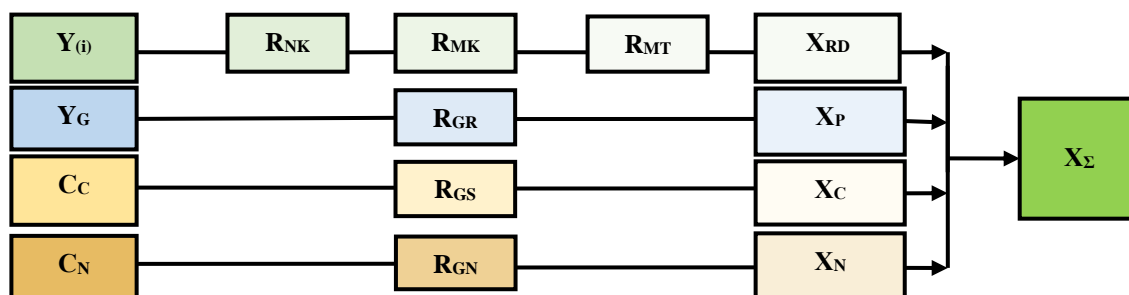 Y(i) RNK RMK RMT XRD
YG RGR XP
XΣ
CC RGS XC
CN RGN XN